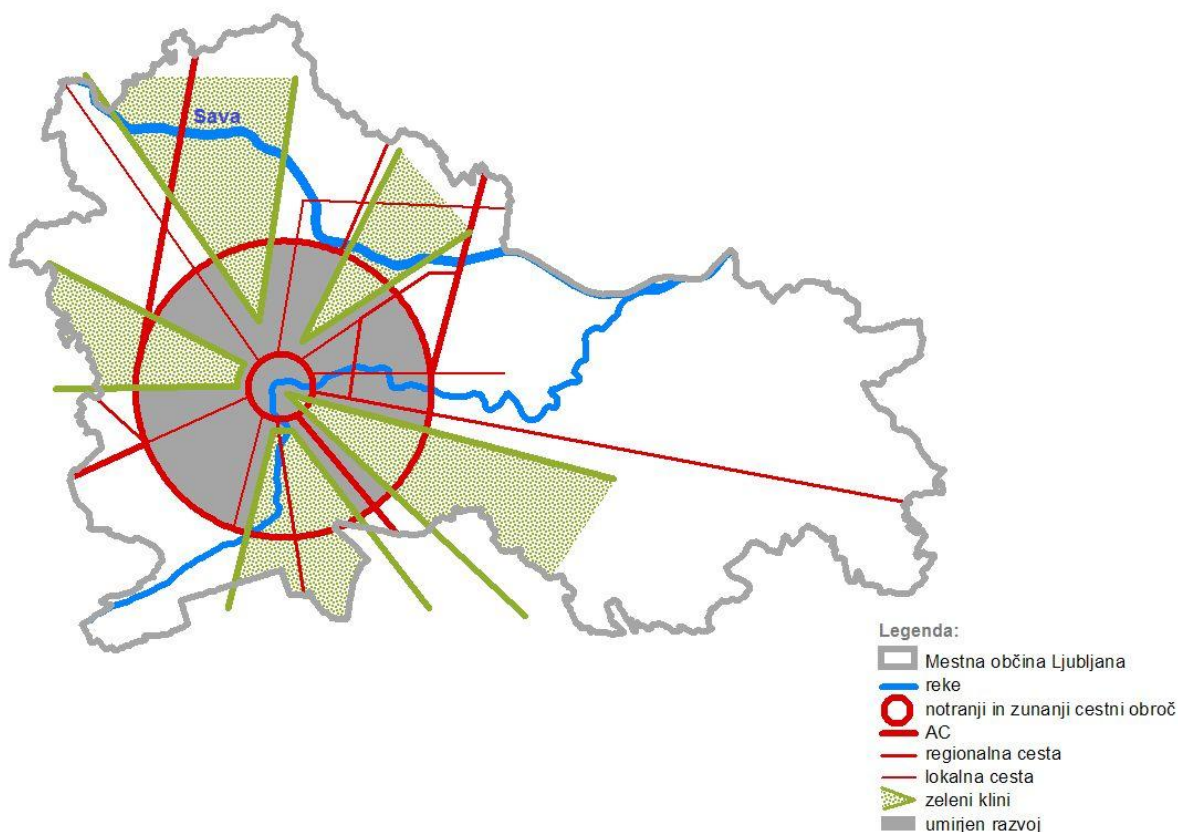 Sava
Legenda:
Mestna občina Ljubljana
reke
notranji in zunanji cestni obroč
AC
regionalna cesta
lokalna cesta
zeleni klini
umirjen razvoj